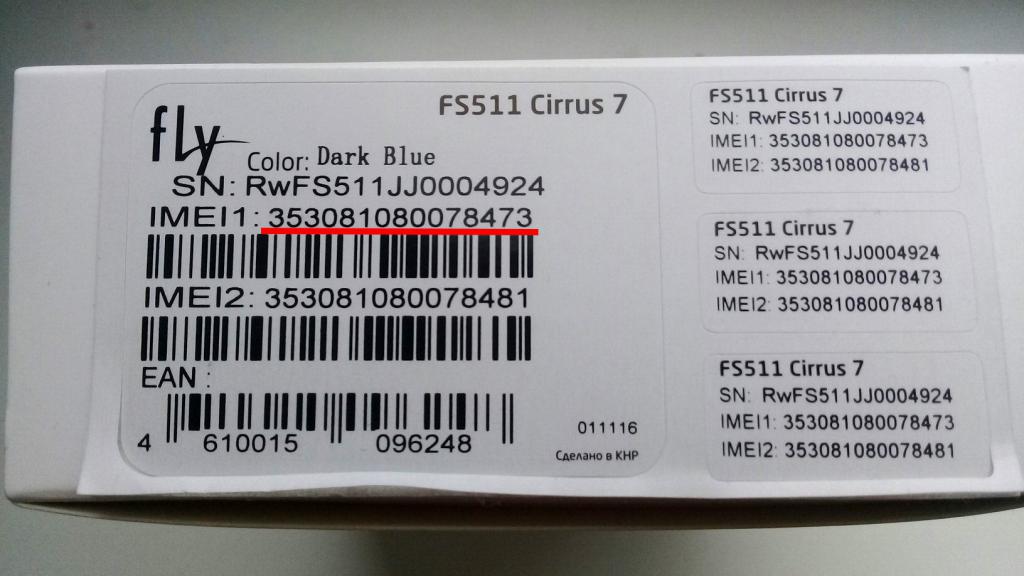 FS511 Cirrus 7
fly
Color: Dark Blue
SN: RwFS511JJ0004924
IMEI1: 353081080078473
IMEI2: 353081080078481
EAN :
4 610015 096248
011116
Сделано в КНР
FS511 Cirrus 7
SN: RwFS511JJ0004924
IMEI1: 353081080078473
IMEI2: 353081080078481
FS511 Cirrus 7
SN: RwFS511JJ0004924
IMEI1: 353081080078473
IMEI2: 353081080078481
FS511 Cirrus 7
SN: RwFS511JJ0004924
IMEI1: 353081080078473
IMEI2: 353081080078481